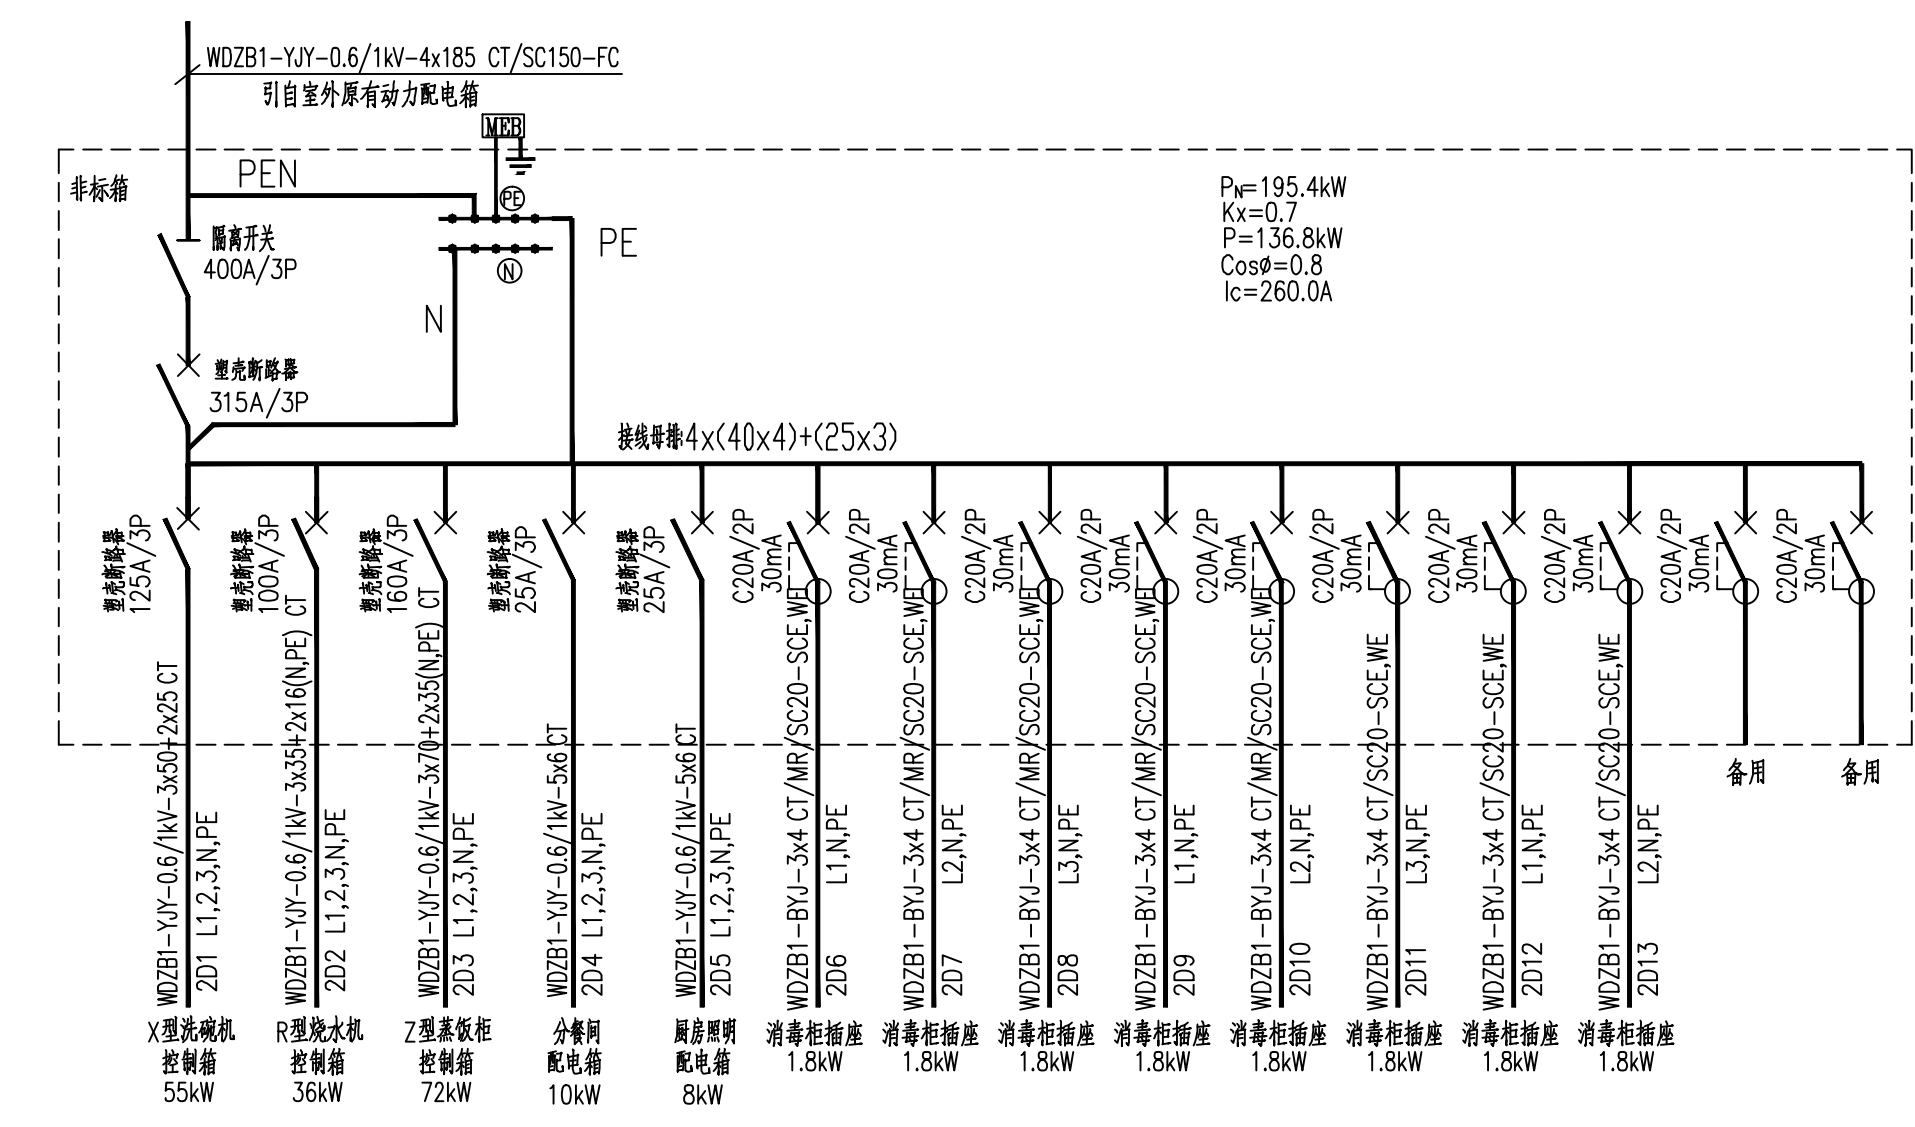 WDZB1-YJY-0.6/1kV-4x185 CT/SC150-FC
引自室外原有动力配电箱
MEB
非标箱
PEN
PE
PE
N
N
隔离开关
400A/3P
塑壳断路器
315A/3P
PN=195.4kW
Kx=0.7
P=136.8kW
CosØ=0.8
Ic=260.0A
接线母排:4x(40x4)+(25x3)
塑壳断路器
125A/3P
WDZB1-YJY-0.6/1kV-3x50+2x25 CT
2D1 L1,2,3,N,PE
X型洗碗机
控制箱
55kW
塑壳断路器
100A/3P
WDZB1-YJY-0.6/1kV-3x35+2x16(N,PE) CT
2D2 L1,2,3,N,PE
R型烧水机
控制箱
36kW
塑壳断路器
160A/3P
WDZB1-YJY-0.6/1kV-3x70+2x35(N,PE) CT
2D3 L1,2,3,N,PE
Z型蒸饭柜
控制箱
72kW
塑壳断路器
25A/3P
WDZB1-YJY-0.6/1kV-5x6 CT
2D4 L1,2,3,N,PE
分餐间
配电箱
10kW
塑壳断路器
25A/3P
WDZB1-YJY-0.6/1kV-5x6 CT
2D5 L1,2,3,N,PE
厨房照明
配电箱
8kW
C20A/2P
30mA
WDZB1-BYJ-3x4 CT/MR/SC20-SCE,WE
2D6 L1,N,PE
消毒柜插座
1.8kW
C20A/2P
30mA
WDZB1-BYJ-3x4 CT/MR/SC20-SCE,WE
2D7 L2,N,PE
消毒柜插座
1.8kW
C20A/2P
30mA
WDZB1-BYJ-3x4 CT/MR/SC20-SCE,WE
2D8 L3,N,PE
消毒柜插座
1.8kW
C20A/2P
30mA
WDZB1-BYJ-3x4 CT/MR/SC20-SCE,WE
2D9 L1,N,PE
消毒柜插座
1.8kW
C20A/2P
30mA
WDZB1-BYJ-3x4 CT/MR/SC20-SCE,WE
2D10 L2,N,PE
消毒柜插座
1.8kW
C20A/2P
30mA
WDZB1-BYJ-3x4 CT/SC20-SCE,WE
2D11 L3,N,PE
消毒柜插座
1.8kW
C20A/2P
30mA
WDZB1-BYJ-3x4 CT/SC20-SCE,WE
2D12 L1,N,PE
消毒柜插座
1.8kW
C20A/2P
30mA
WDZB1-BYJ-3x4 CT/SC20-SCE,WE
2D13 L2,N,PE
消毒柜插座
1.8kW
C20A/2P
30mA
备用
C20A/2P
30mA
备用